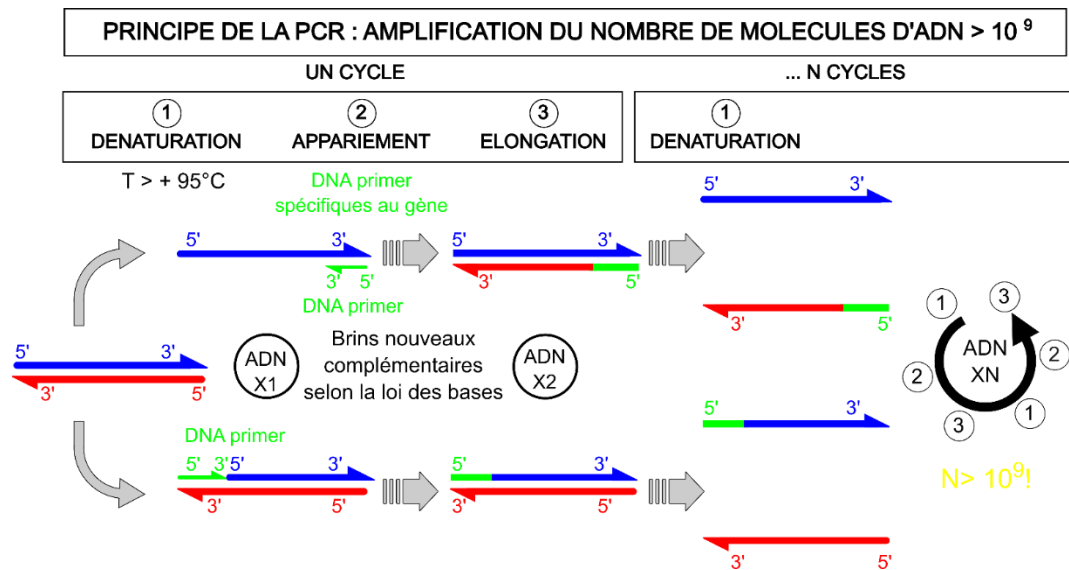 PRINCIPE DE LA PCR : AMPLIFICATION DU NOMBRE DE MOLECULES D'ADN > 10 ⁹
UN CYCLE
... N CYCLES
1
DENATURATION
2
APPARIEMENT
3
ELONGATION
1
DENATURATION
T > + 95°C
DNA primer
spécifiques au gène
5' 3'
5' 3'
3' 5'
DNA primer
5' 3'
3' 5'
5' 3'
3' 5'
5' 3'
3' 5'
ADN
X1
Brins nouveaux
complémentaires
selon la loi des bases
ADN
X2
1
3
2
2
3
1
ADN
XN
N> 10⁹!
DNA primer
5' 3' 5' 3'
3' 5'
5' 3'
3' 5'
5' 3'
3' 5'